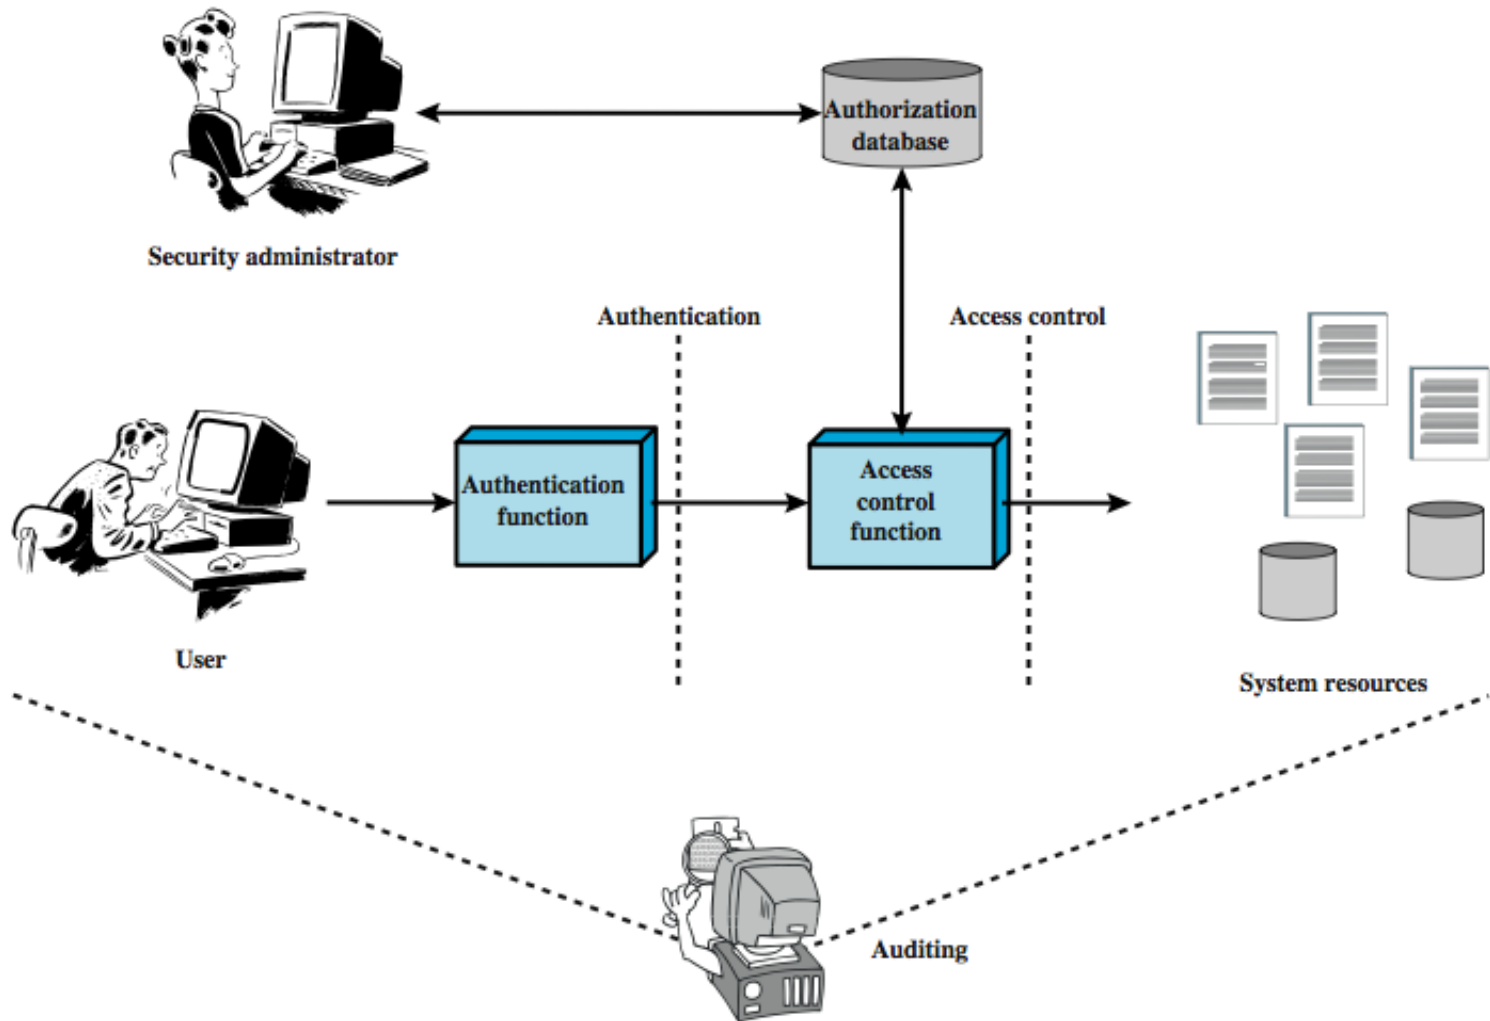 Authorization
database
Security administrator
Authentication
Access control
Authentication
function
Access
control
function
User
System resources
Auditing